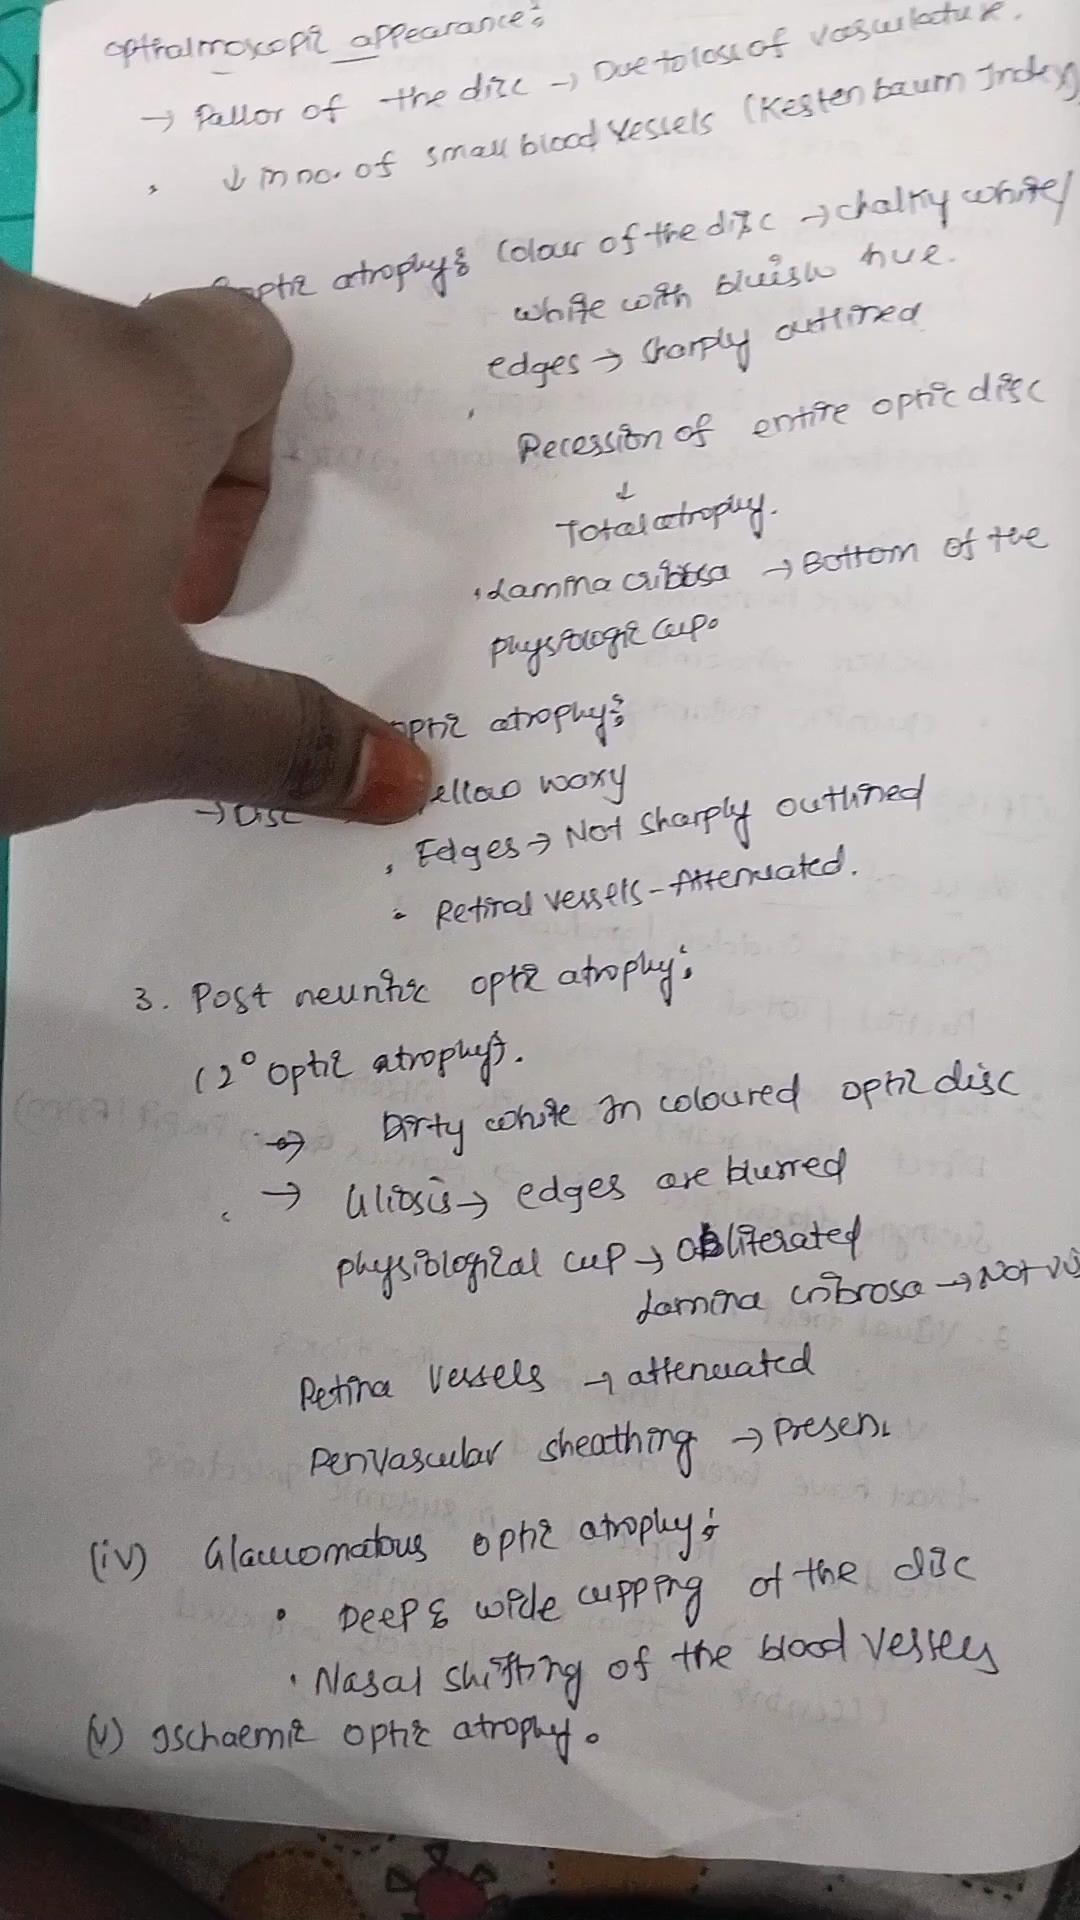 opthalmoscopic appearance:
→ Pallor of the disc → Due to loss of vasculature.
↓ in no. of small blood vessels (Kestenbaum Index)
optic atrophy: Colour of the disc → chalky white/
white with bluish hue.
edges → sharply outlined
Recession of entire optic disc
↓
Total atrophy.
Lamina cribosa → Bottom of the
physiologic cup.
optic atrophy:
→ Disc yellow waxy
Edges → Not sharply outlined
Retinal vessels - Attenuated.
3. Post neuritic optic atrophy:
(2° optic atrophy).
→ Dirty white in coloured optic disc
→ Gliosis → edges are blurred
physiological cup → Obliterated
Lamina cribrosa → Not
Retina vessels → attenuated
Perivascular sheathing → Present
(iv) Glaucomatous optic atrophy:
• Deep & wide cupping of the disc
• Nasal shifting of the blood vessels
(v) Ischaemic optic atrophy.